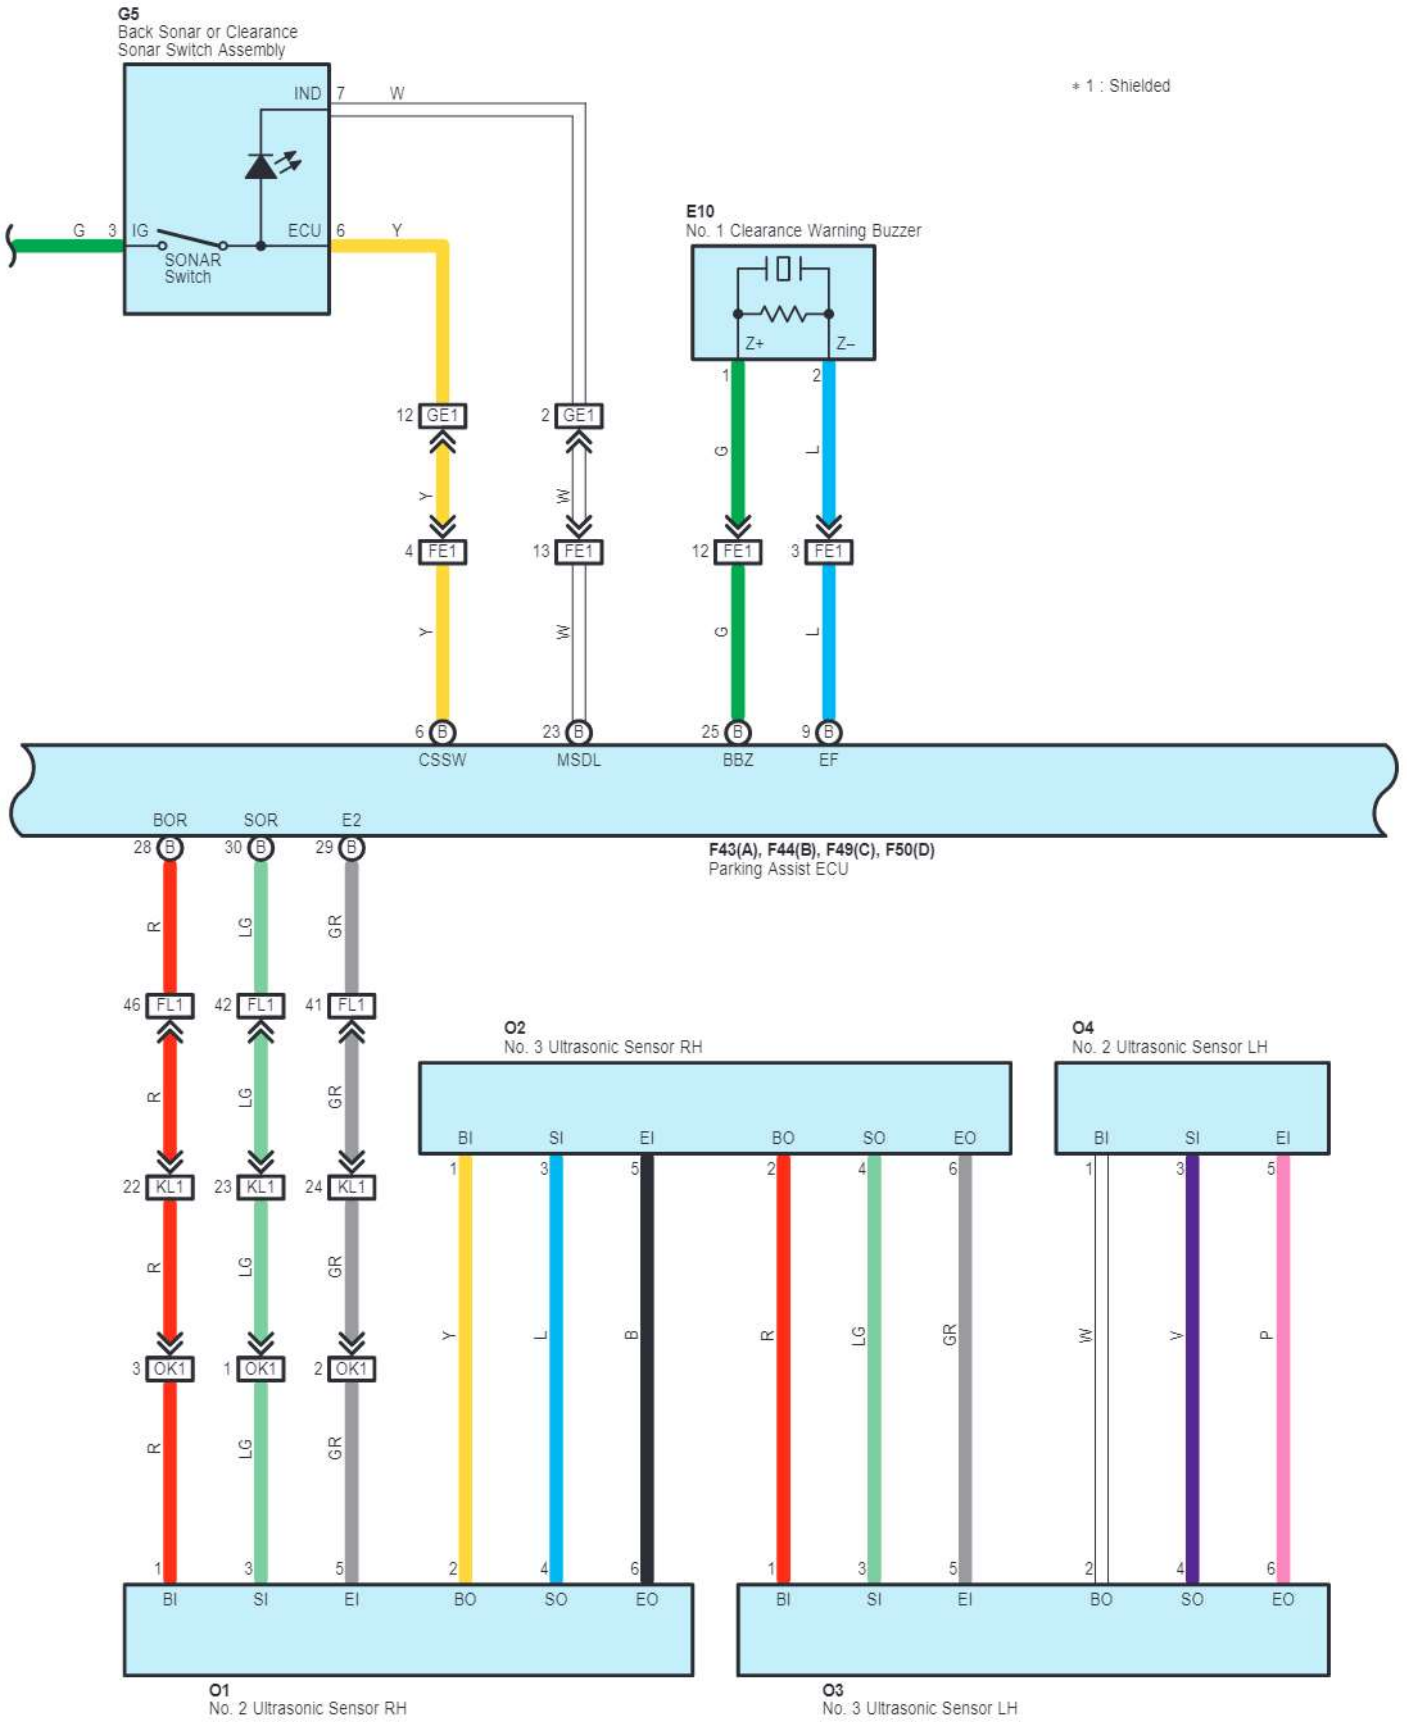 G5
Back Sonar or Clearance
Sonar Switch Assembly
IND 7 W
∗ 1 : Shielded
G 3 IG ECU 6 Y
SONAR
Switch
E10
No. 1 Clearance Warning Buzzer
Z+ Z–
1 2
12 GE1 2 GE1
G L
Y W
4 FE1 13 FE1 12 FE1 3 FE1
Y W G L
6 B 23 B 25 B 9 B
CSSW MSDL BBZ EF
BOR SOR E2
28 B 30 B 29 B
F43(A), F44(B), F49(C), F50(D)
Parking Assist ECU
R LG GR
46 FL1 42 FL1 41 FL1
O2
No. 3 Ultrasonic Sensor RH
O4
No. 2 Ultrasonic Sensor LH
R LG GR
BI SI EI BO SO EO BI SI EI
1 3 5 2 4 6 1 3 5
22 KL1 23 KL1 24 KL1
R LG GR
Y L B R LG GR W V P
3 OK1 1 OK1 2 OK1
R LG GR
1 3 5 2 4 6 1 3 5 2 4 6
BI SI EI BO SO EO BI SI EI BO SO EO
O1
No. 2 Ultrasonic Sensor RH
O3
No. 3 Ultrasonic Sensor LH